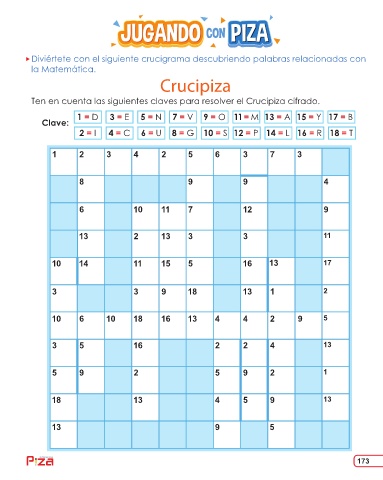 JUGANDO CON PIZA
▸Diviértete con el siguiente crucigrama descubriendo palabras relacionadas con
la Matemática.
Crucipiza
Ten en cuenta las siguientes claves para resolver el Crucipiza cifrado.
Clave:
1 = D 3 = E 5 = N 7 = V 9 = O 11 = M 13 = A 15 = Y 17 = B
2 = I 4 = C 6 = U 8 = G 10 = S 12 = P 14 = L 16 = R 18 = T
1 2 3 4 2 5 6 3 7 3
8 9 9 4
6 10 11 7 12 9
13 2 13 3 3 11
10 14 11 15 5 16 13 17
3 3 9 18 13 1 2
10 6 10 18 16 13 4 4 2 9 5
3 5 16 2 2 4 13
5 9 2 5 9 2 1
18 13 4 5 9 13
13 9 5
Piza
173